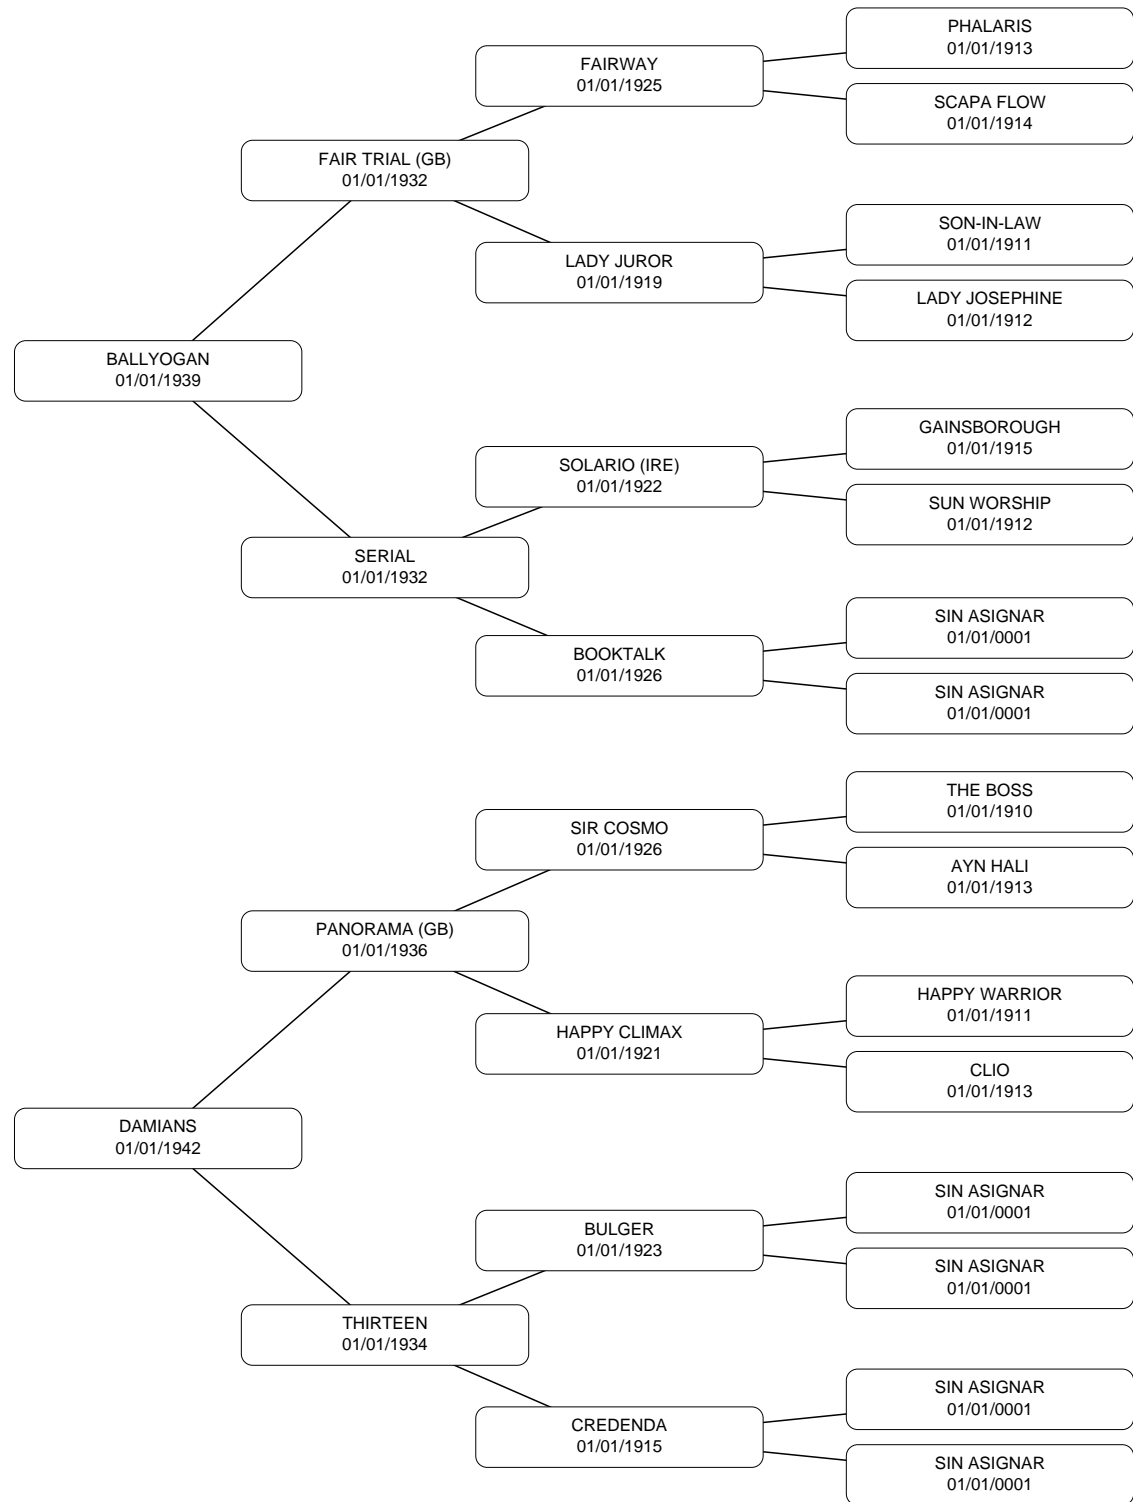 PHALARIS
01/01/1913
FAIRWAY
01/01/1925
SCAPA FLOW
01/01/1914
FAIR TRIAL (GB)
01/01/1932
SON-IN-LAW
01/01/1911
LADY JUROR
01/01/1919
LADY JOSEPHINE
01/01/1912
BALLYOGAN
01/01/1939
GAINSBOROUGH
01/01/1915
SOLARIO (IRE)
01/01/1922
SUN WORSHIP
01/01/1912
SERIAL
01/01/1932
SIN ASIGNAR
01/01/0001
BOOKTALK
01/01/1926
SIN ASIGNAR
01/01/0001
THE BOSS
01/01/1910
SIR COSMO
01/01/1926
AYN HALI
01/01/1913
PANORAMA (GB)
01/01/1936
HAPPY WARRIOR
01/01/1911
HAPPY CLIMAX
01/01/1921
CLIO
01/01/1913
DAMIANS
01/01/1942
SIN ASIGNAR
01/01/0001
BULGER
01/01/1923
SIN ASIGNAR
01/01/0001
THIRTEEN
01/01/1934
SIN ASIGNAR
01/01/0001
CREDENDA
01/01/1915
SIN ASIGNAR
01/01/0001